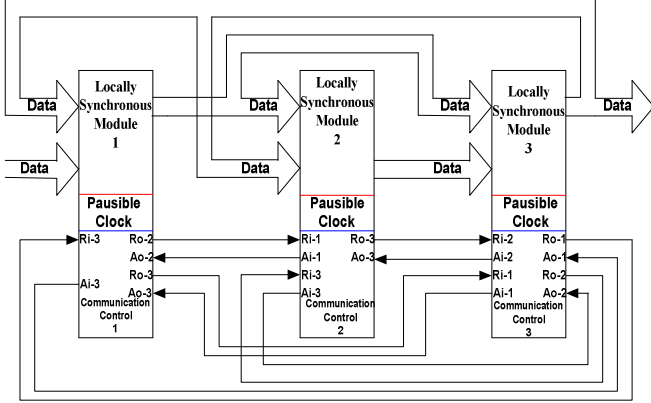 Locally
Synchronous
Module
1
Data
Data
Pausible
Clock
Ri-3 Ro-2
Ao-2
Ro-3
Ai-3 Ao-3
Communication
Control
1
Locally
Synchronous
Module
2
Data
Data
Pausible
Clock
Ri-1 Ro-3
Ai-1 Ao-3
Ri-3
Ai-3
Communication
Control
2
Locally
Synchronous
Module
3
Data
Data
Data
Pausible
Clock
Ri-2 Ro-1
Ai-2 Ao-1
Ri-1 Ro-2
Ai-1 Ao-2
Communication
Control
3